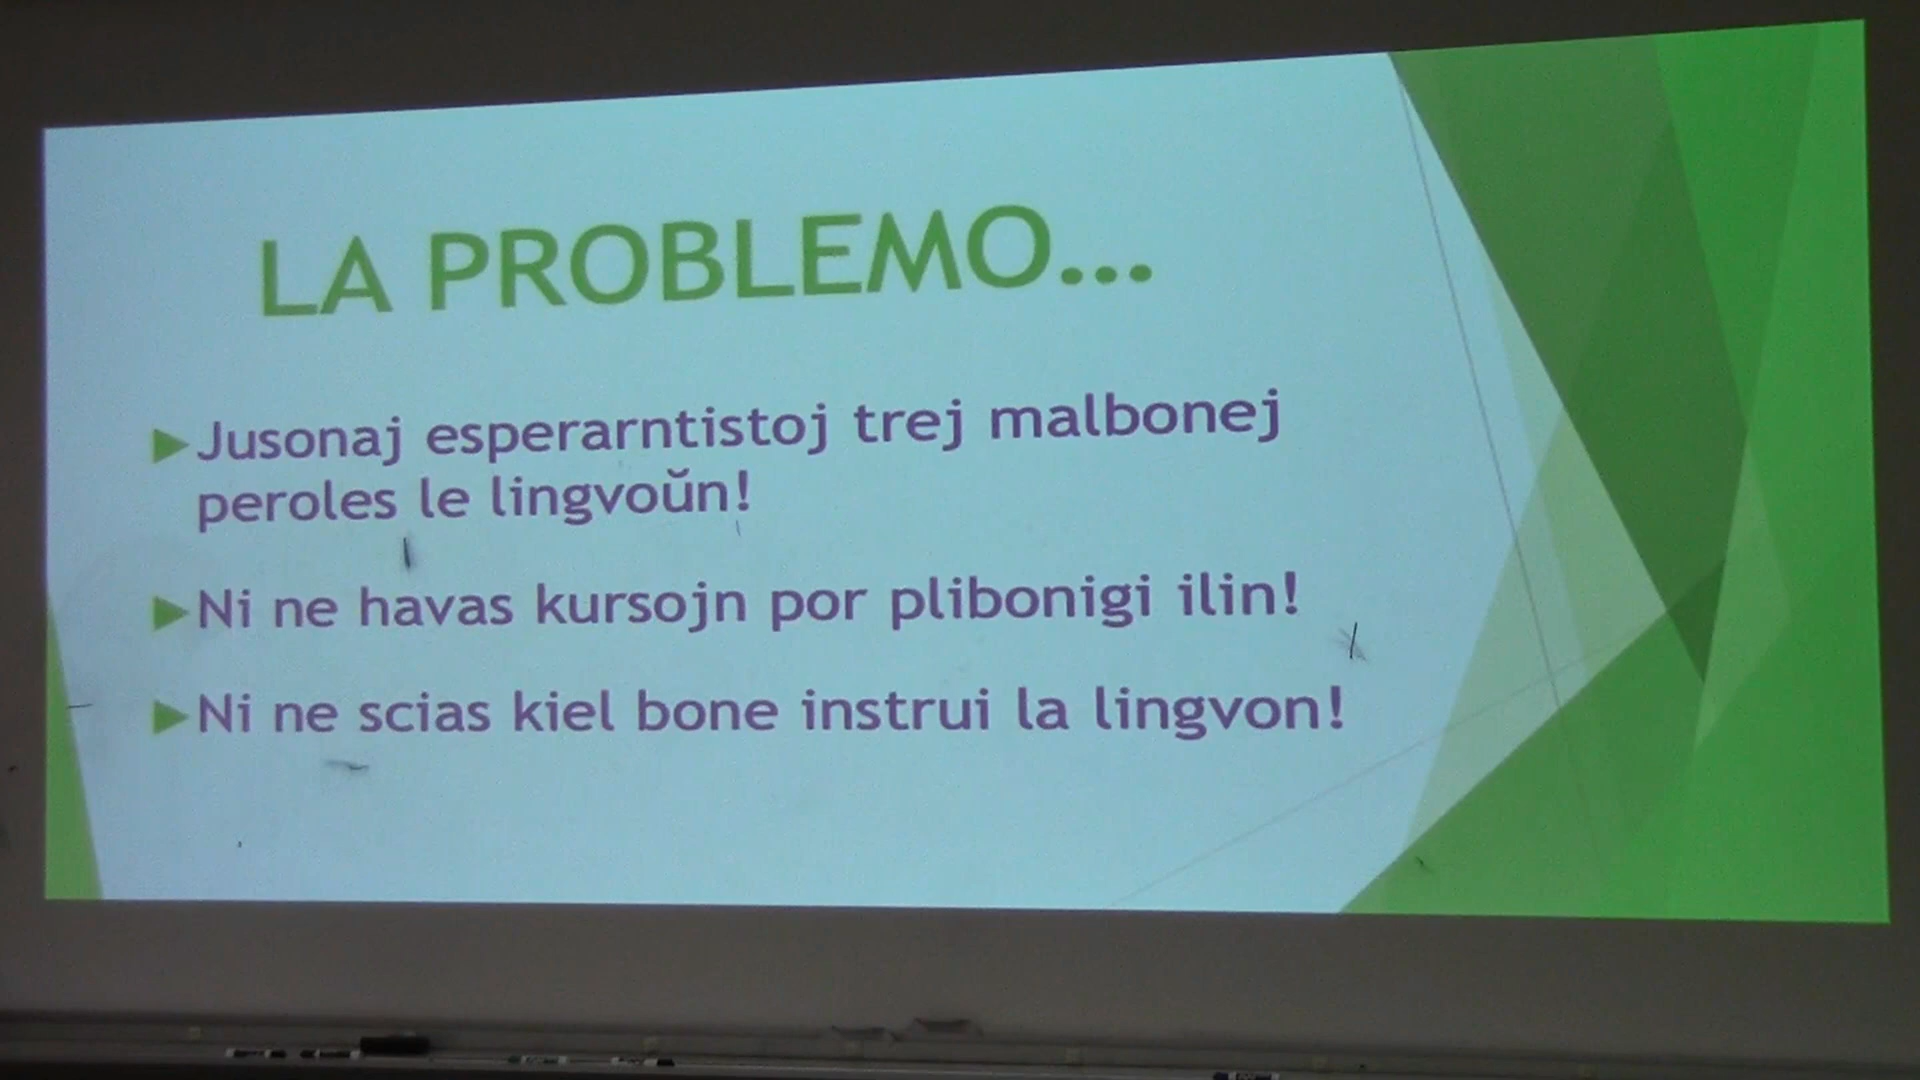 LA PROBLEMO...
Jusonaj esperarntistoj trej malbonej
peroles le lingvoŭn!
Ni ne havas kursojn por plibonigi ilin!
Ni ne scias kiel bone instrui la lingvon!